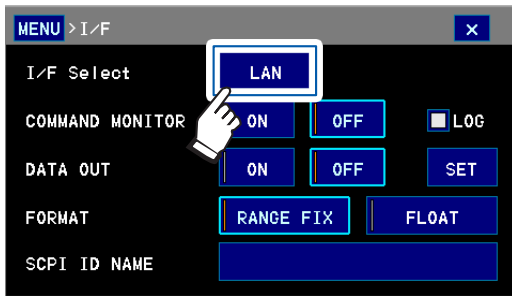 MENU >I/F ×
I/F Select LAN
COMMAND MONITOR ON OFF LOG
DATA OUT ON OFF SET
FORMAT RANGE FIX FLOAT
SCPI ID NAME